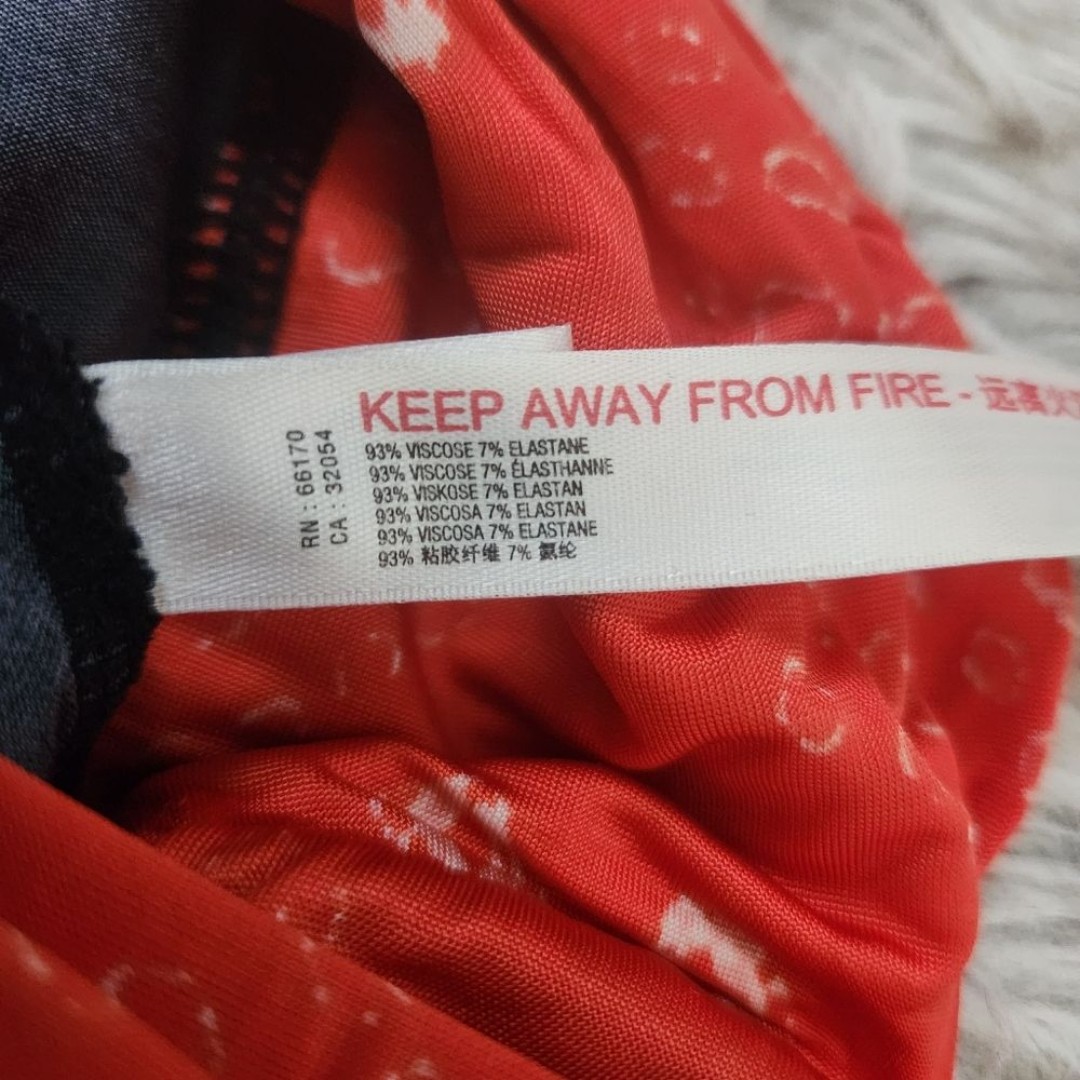 KEEP AWAY FROM FIRE - 远离火
RN : 66170
CA : 32054
93% VISCOSE 7% ELASTANE
93% VISCOSE 7% ÉLASTHANNE
93% VISKOSE 7% ELASTAN
93% VISCOSA 7% ELASTAN
93% VISCOSA 7% ELASTANE
93% 粘胶纤维 7% 氨纶